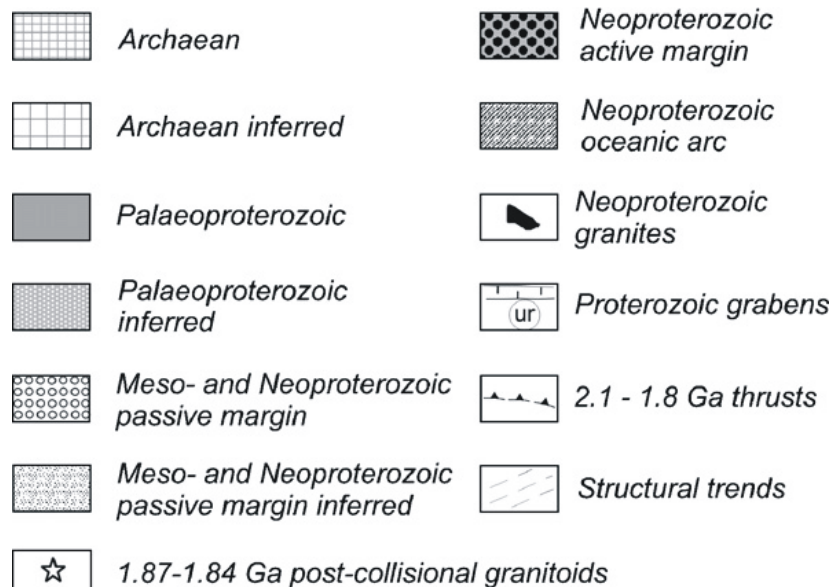 Archaean
Archaean inferred
Palaeoproterozoic
Palaeoproterozoic
inferred
Meso- and Neoproterozoic
passive margin
Meso- and Neoproterozoic
passive margin inferred
1.87-1.84 Ga post-collisional granitoids
Neoproterozoic
active margin
Neoproterozoic
oceanic arc
Neoproterozoic
granites
ur
Proterozoic grabens
2.1 - 1.8 Ga thrusts
Structural trends